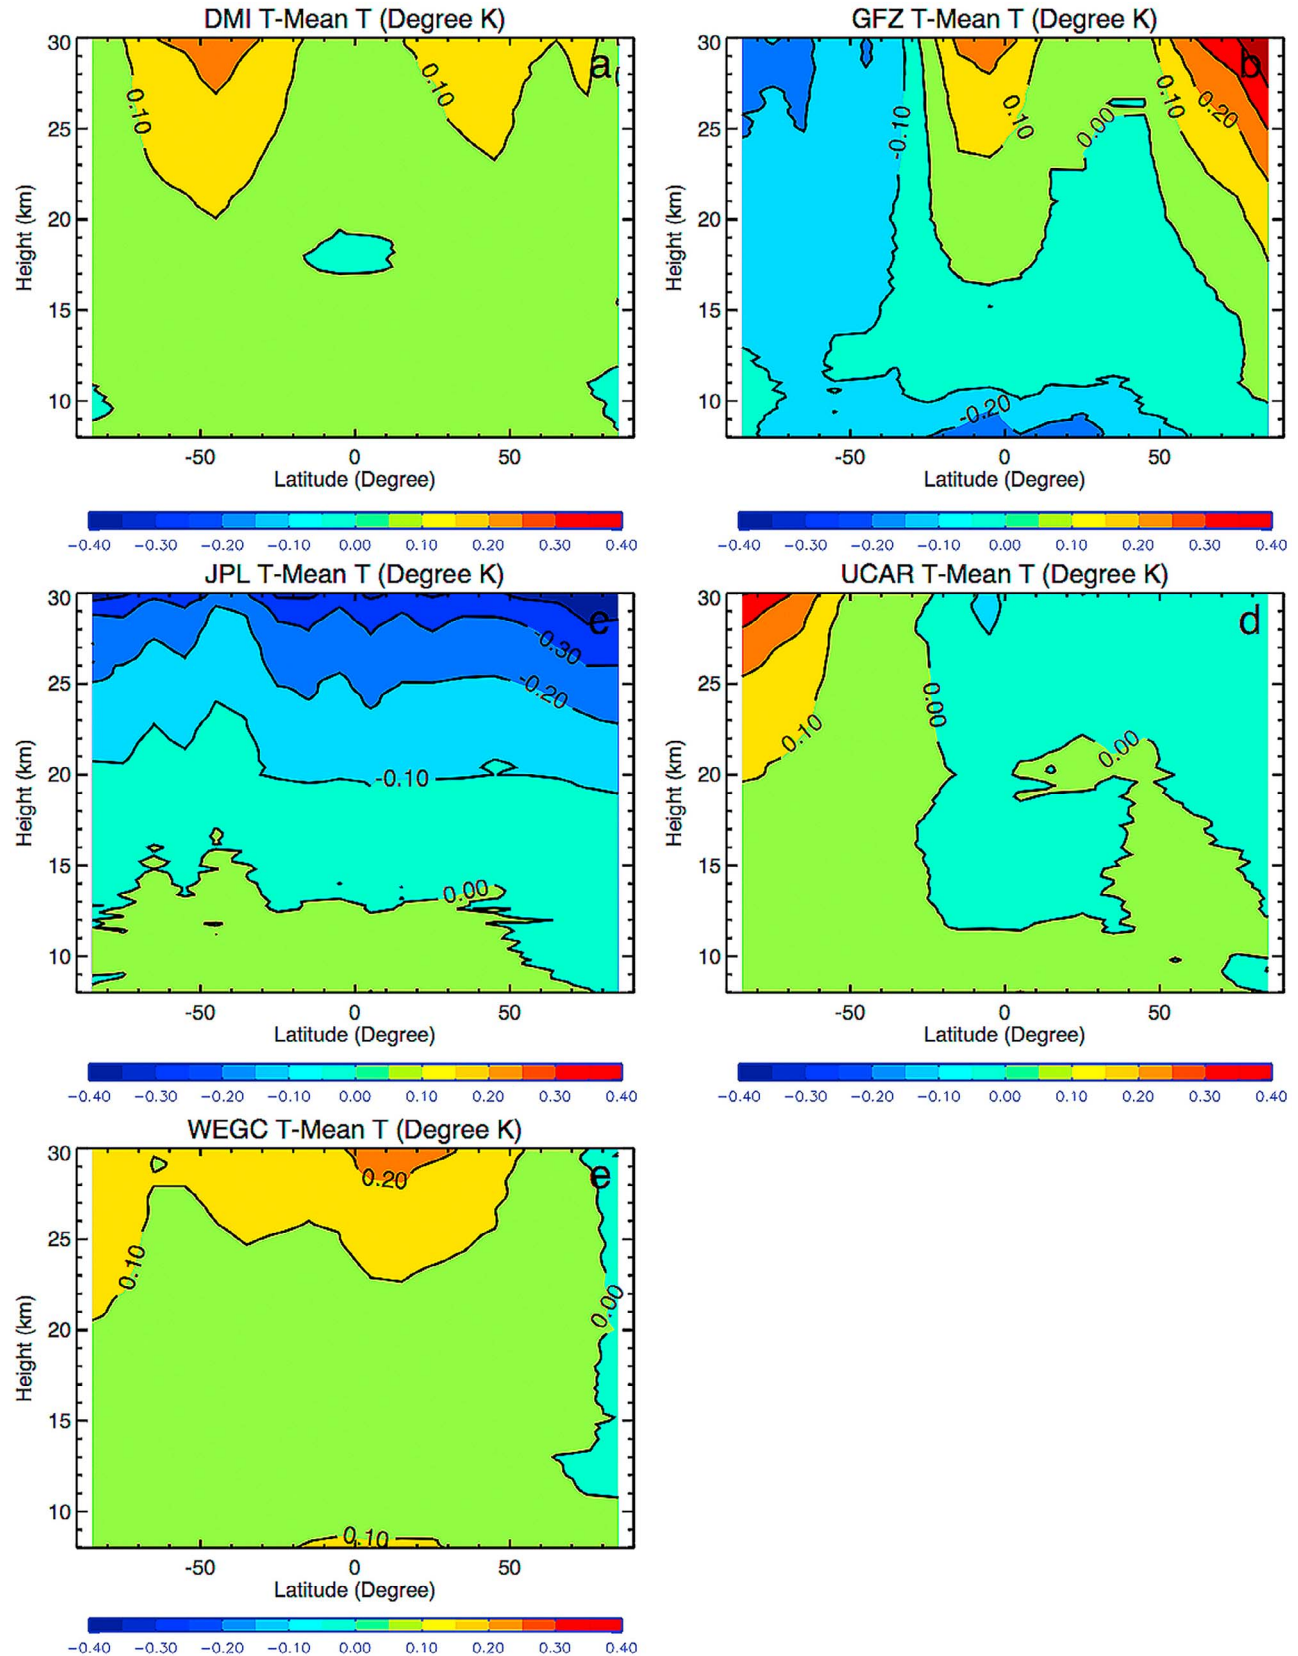 DMI T-Mean T (Degree K)
a
0.10
0.10
30
25
20
15
10
Height (km)
-50 0 50
Latitude (Degree)
−0.40 −0.30 −0.20 −0.10 0.00 0.10 0.20 0.30 0.40
GFZ T-Mean T (Degree K)
b
-0.10
0.10
0.00
0.10
0.20
-0.20
30
25
20
15
10
Height (km)
-50 0 50
Latitude (Degree)
−0.40 −0.30 −0.20 −0.10 0.00 0.10 0.20 0.30 0.40
JPL T-Mean T (Degree K)
c
-0.30
-0.20
-0.10
0.00
30
25
20
15
10
Height (km)
-50 0 50
Latitude (Degree)
−0.40 −0.30 −0.20 −0.10 0.00 0.10 0.20 0.30 0.40
UCAR T-Mean T (Degree K)
d
0.10
0.00
0.00
30
25
20
15
10
Height (km)
-50 0 50
Latitude (Degree)
−0.40 −0.30 −0.20 −0.10 0.00 0.10 0.20 0.30 0.40
WEGC T-Mean T (Degree K)
e
0.20
0.10
0.00
0.10
30
25
20
15
10
Height (km)
-50 0 50
Latitude (Degree)
−0.40 −0.30 −0.20 −0.10 0.00 0.10 0.20 0.30 0.40